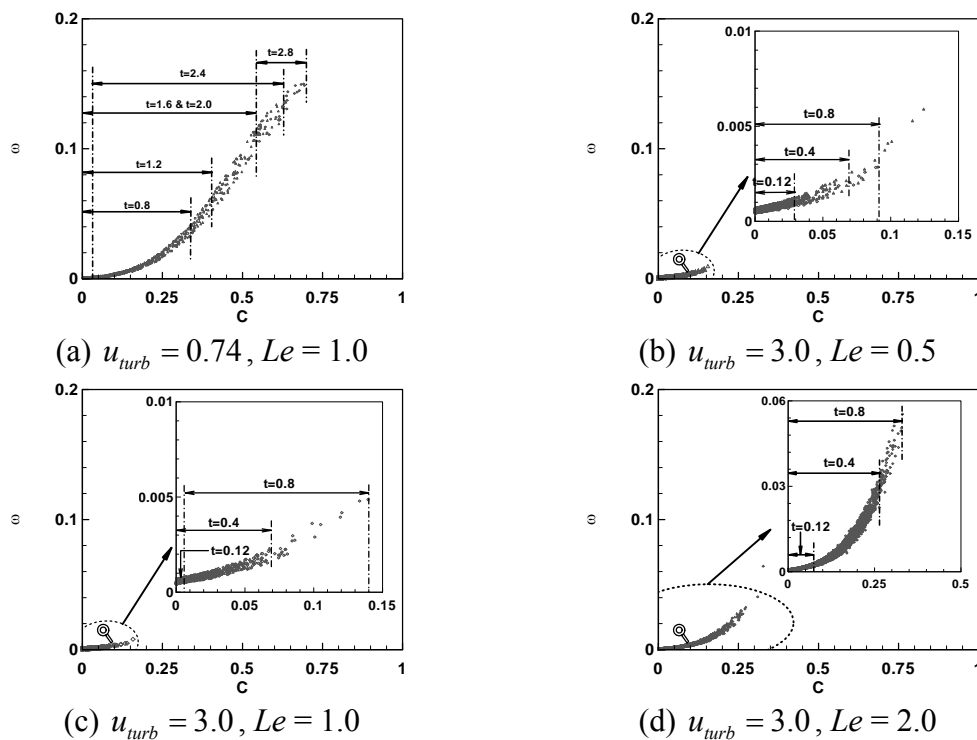 0.2
0.1
0
ω
t=2.8
t=2.4
t=1.6 & t=2.0
t=1.2
t=0.8
0 0.25 0.5 0.75 1
C
(a) u_turb = 0.74, Le = 1.0
0.2
0.1
0
ω
0.01
0.005
0
t=0.8
t=0.4
t=0.12
0 0.05 0.1 0.15
0 0.25 0.5 0.75 1
C
(b) u_turb = 3.0, Le = 0.5
0.2
0.1
0
ω
0.01
0.005
0
t=0.8
t=0.4
t=0.12
0 0.05 0.1 0.15
0 0.25 0.5 0.75 1
C
(c) u_turb = 3.0, Le = 1.0
0.2
0.1
0
ω
0.06
0.03
0
t=0.8
t=0.4
t=0.12
0 0.25 0.5
0 0.25 0.5 0.75 1
C
(d) u_turb = 3.0, Le = 2.0